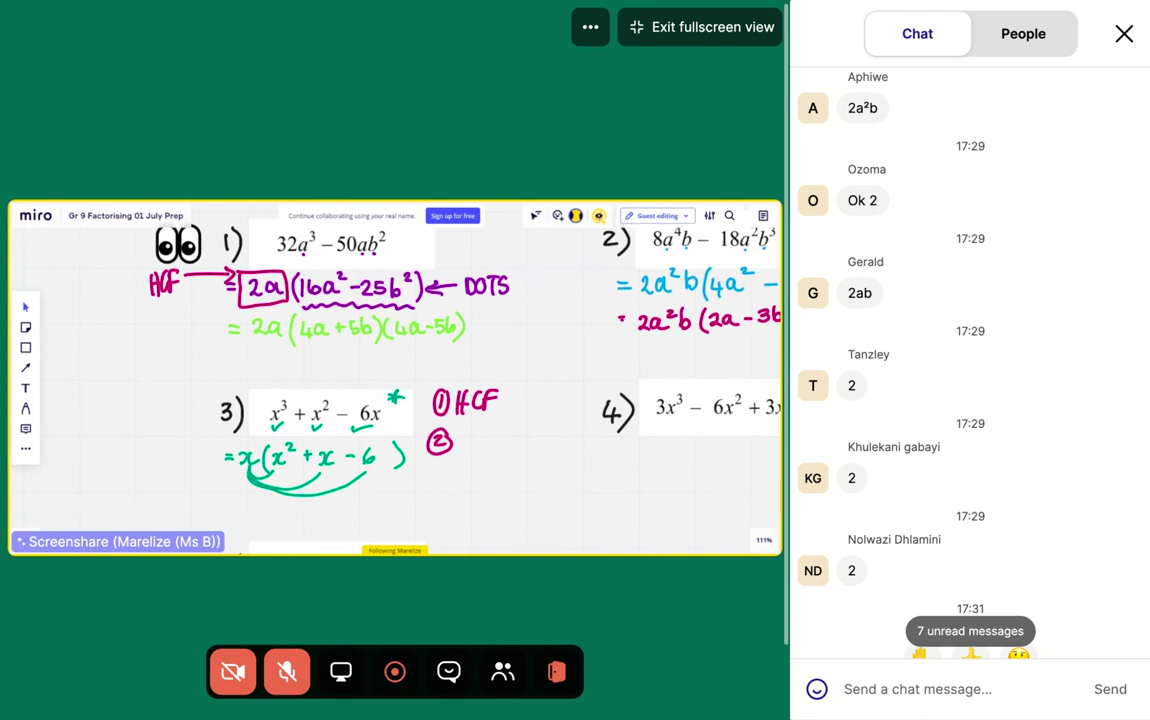 Exit fullscreen view
Chat
People
Aphiwe
A
2a²b
17:29
Ozoma
O
Ok 2
17:29
Gerald
G
2ab
17:29
Tanzley
T
2
17:29
Khulekani gabayi
KG
2
17:29
Nolwazi Dhlamini
ND
2
17:31
7 unread messages
Send a chat message...
Send
miro
Gr 9 Factorising 01 July Prep
Continue collaborating using your real name.
Sign up for free
Guest editing
1) 32a³ − 50ab²
HCF
= 2a(16a² − 25b²) ← DOTS
= 2a(4a + 5b)(4a − 5b)
2) 8a⁴b − 18a²b³
= 2a²b(4a² −
= 2a²b(2a − 3b
3) x³ + x² − 6x *
= x(x² + x − 6 )
① HCF
②
4) 3x³ − 6x² + 3x
T
Screenshare (Marelize (Ms B))
Following Marelize
111%